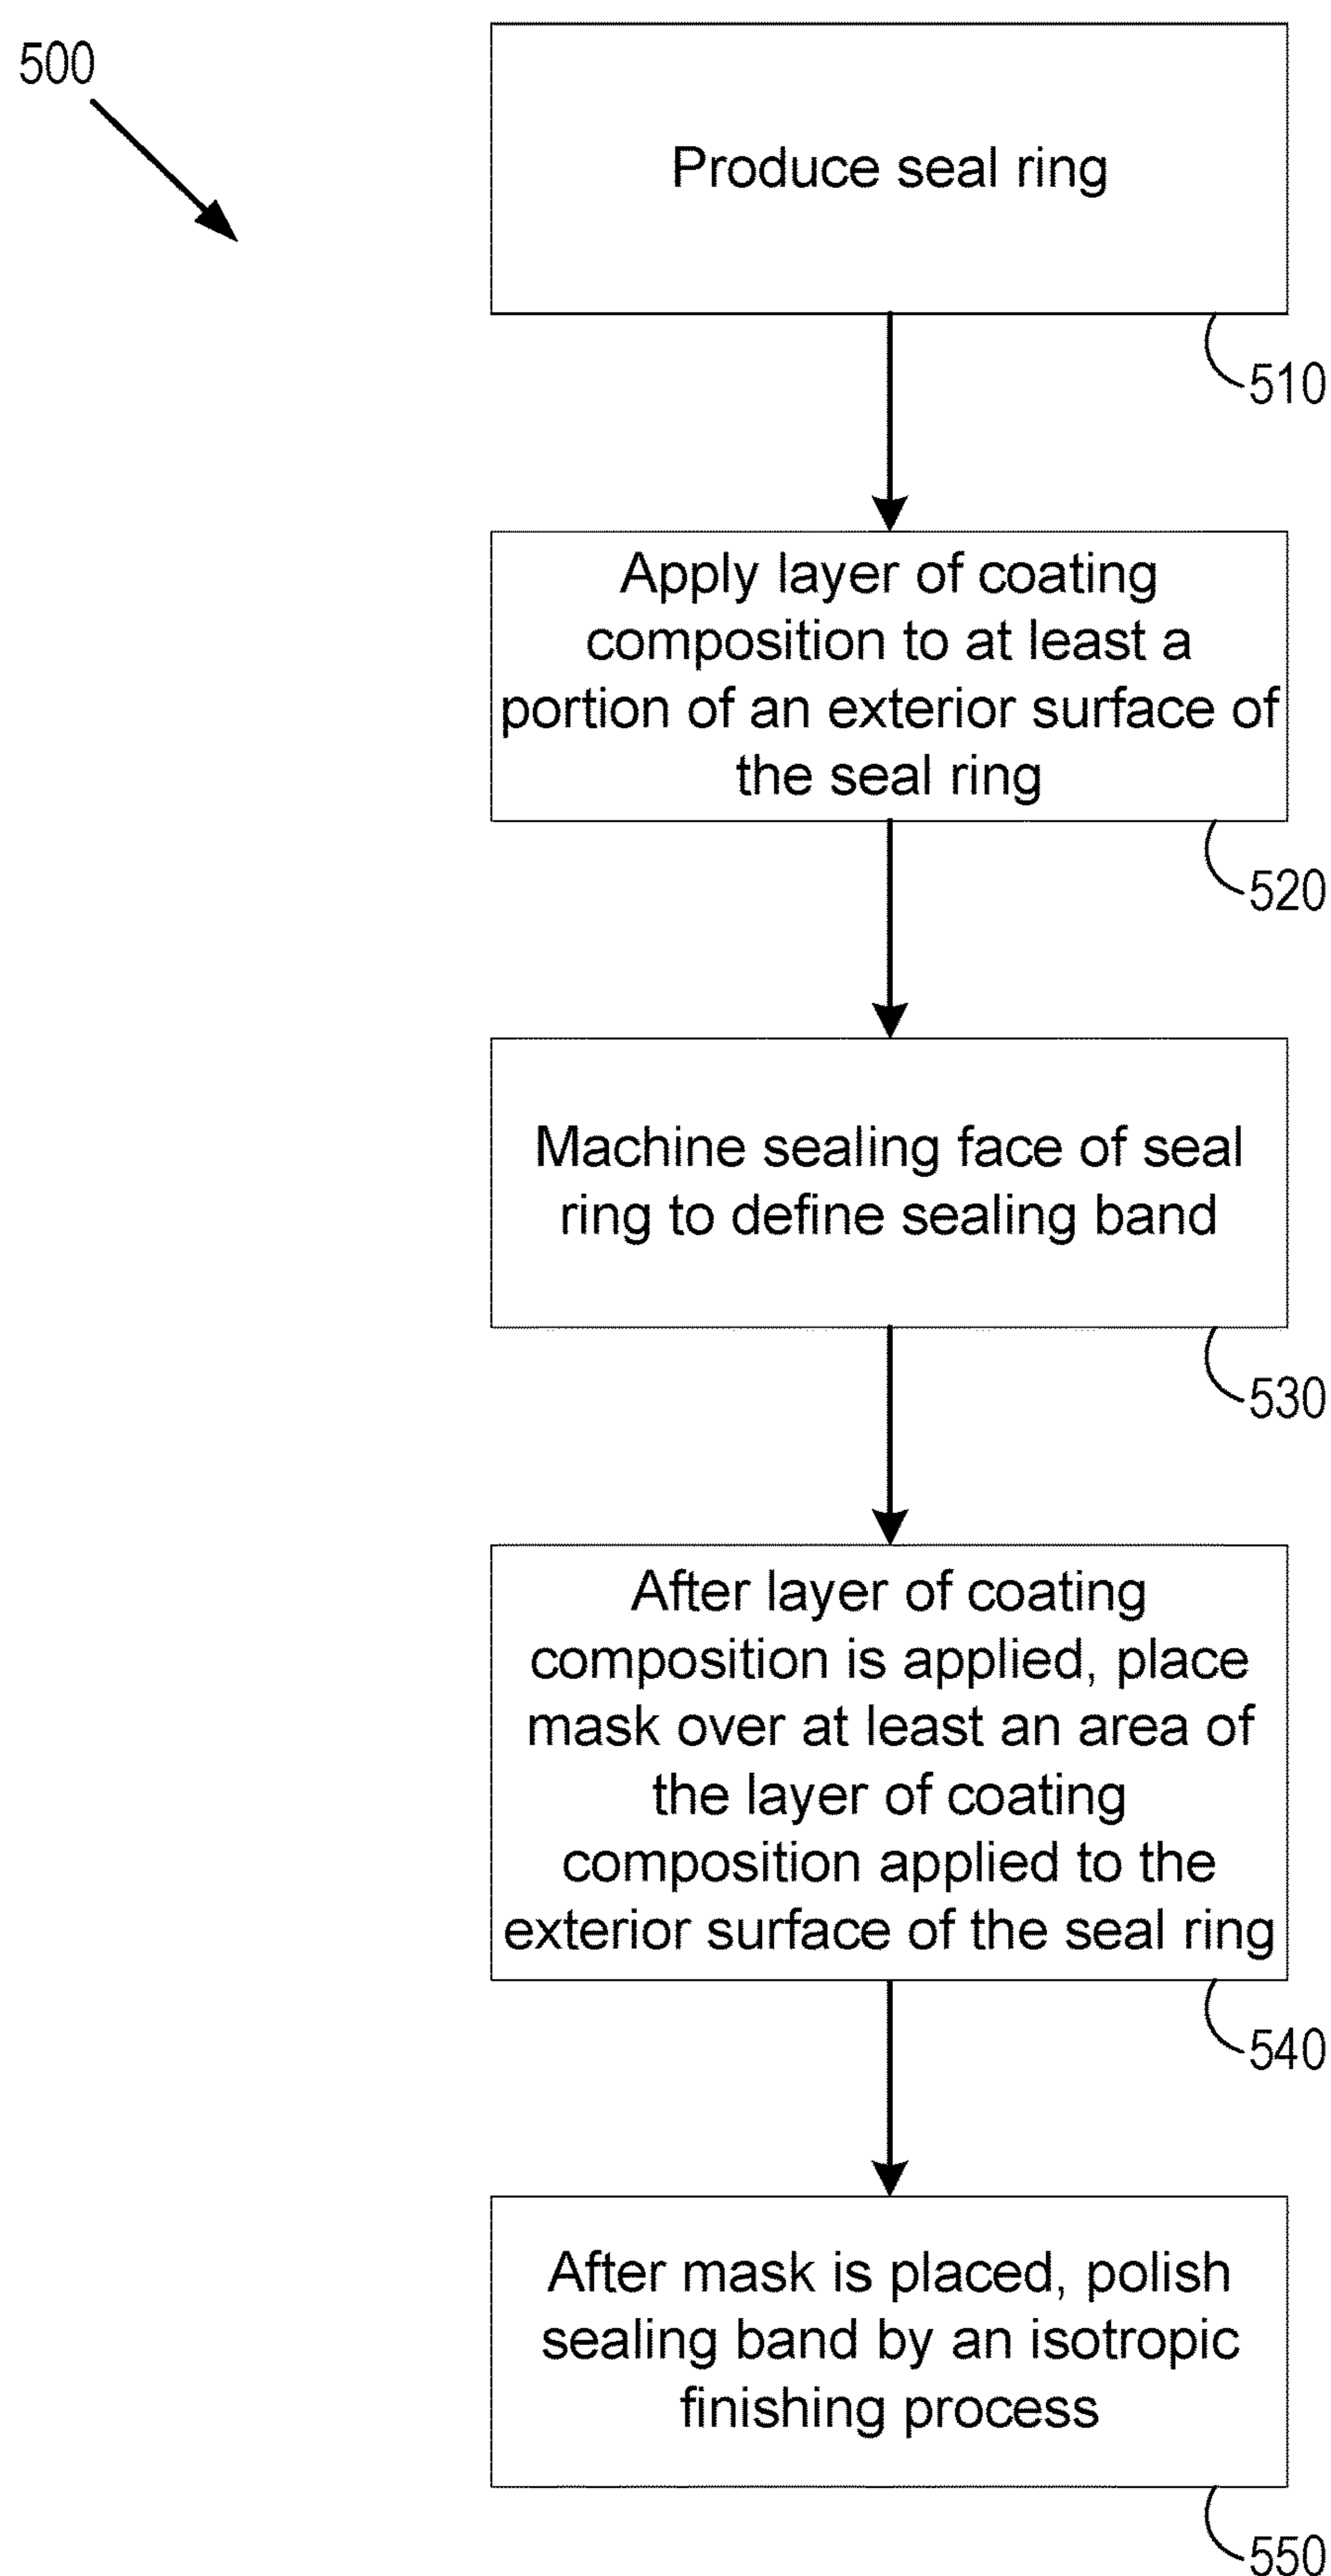 500
Produce seal ring
510
Apply layer of coating
composition to at least a
portion of an exterior surface of
the seal ring
520
Machine sealing face of seal
ring to define sealing band
530
After layer of coating
composition is applied, place
mask over at least an area of
the layer of coating
composition applied to the
exterior surface of the seal ring
540
After mask is placed, polish
sealing band by an isotropic
finishing process
550